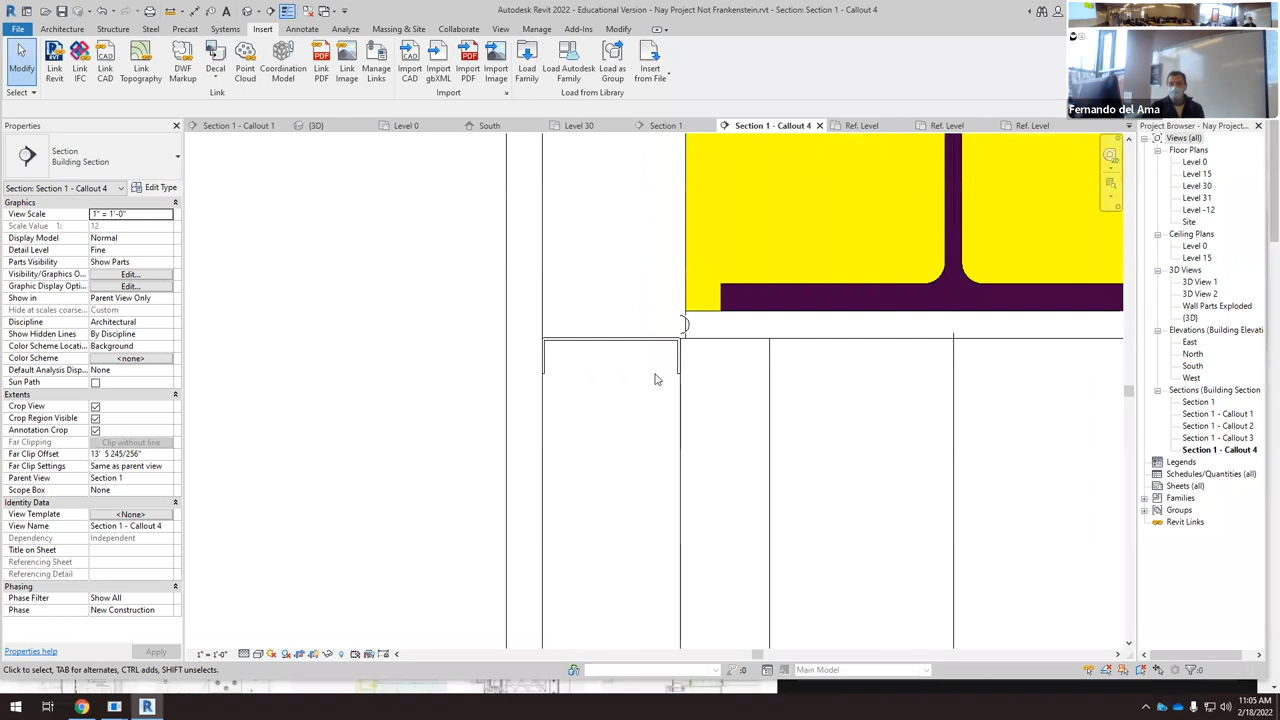 Autodesk Revit 2022 - Educational Version - Nay Project Not Frankenstein.rvt - Section: Section 1 - Callout 4
File Architecture Structure Steel Precast Systems Insert Annotate Analyze Massing & Site Collaborate View Manage Add-Ins Modify
Modify Link Revit Link IFC Link CAD Topography DWF Markup Decal Point Cloud Coordination Model Link PDF Link Image Manage Links Import CAD Import gbXML Import PDF Import Image Load Family Load Autodesk Family Load as Group Insert from File
Select Link Import Load from Library
Fernando del Ama
Properties Section 1 - Callout 1 {3D} Level 0 South Level 30 Section 1 Section 1 - Callout 4 Ref. Level Ref. Level Ref. Level Project Browser - Nay Project...
Section
Building Section
Section: Section 1 - Callout 4 Edit Type
Graphics
View Scale 1" = 1'-0"
Scale Value 1: 12
Display Model Normal
Detail Level Fine
Parts Visibility Show Parts
Visibility/Graphics O... Edit...
Graphic Display Opti... Edit...
Show in Parent View Only
Hide at scales coarse... Custom
Discipline Architectural
Show Hidden Lines By Discipline
Color Scheme Locati... Background
Color Scheme <none>
Default Analysis Disp... None
Sun Path
Extents
Crop View
Crop Region Visible
Annotation Crop
Far Clipping Clip without line
Far Clip Offset 13' 5 245/256"
Far Clip Settings Same as parent view
Parent View Section 1
Scope Box None
Identity Data
View Template <None>
View Name Section 1 - Callout 4
Dependency Independent
Title on Sheet
Referencing Sheet
Referencing Detail
Phasing
Phase Filter Show All
Phase New Construction
Properties help Apply
Views (all)
Floor Plans
Level 0
Level 15
Level 30
Level 31
Level -12
Site
Ceiling Plans
Level 0
Level 15
3D Views
3D View 1
3D View 2
Wall Parts Exploded
{3D}
Elevations (Building Elevati
East
North
South
West
Sections (Building Section
Section 1
Section 1 - Callout 1
Section 1 - Callout 2
Section 1 - Callout 3
Section 1 - Callout 4
Legends
Schedules/Quantities (all)
Sheets (all)
Families
Groups
Revit Links
1" = 1'-0"
Click to select, TAB for alternates, CTRL adds, SHIFT unselects. :0 Main Model :0
11:05 AM
2/18/2022